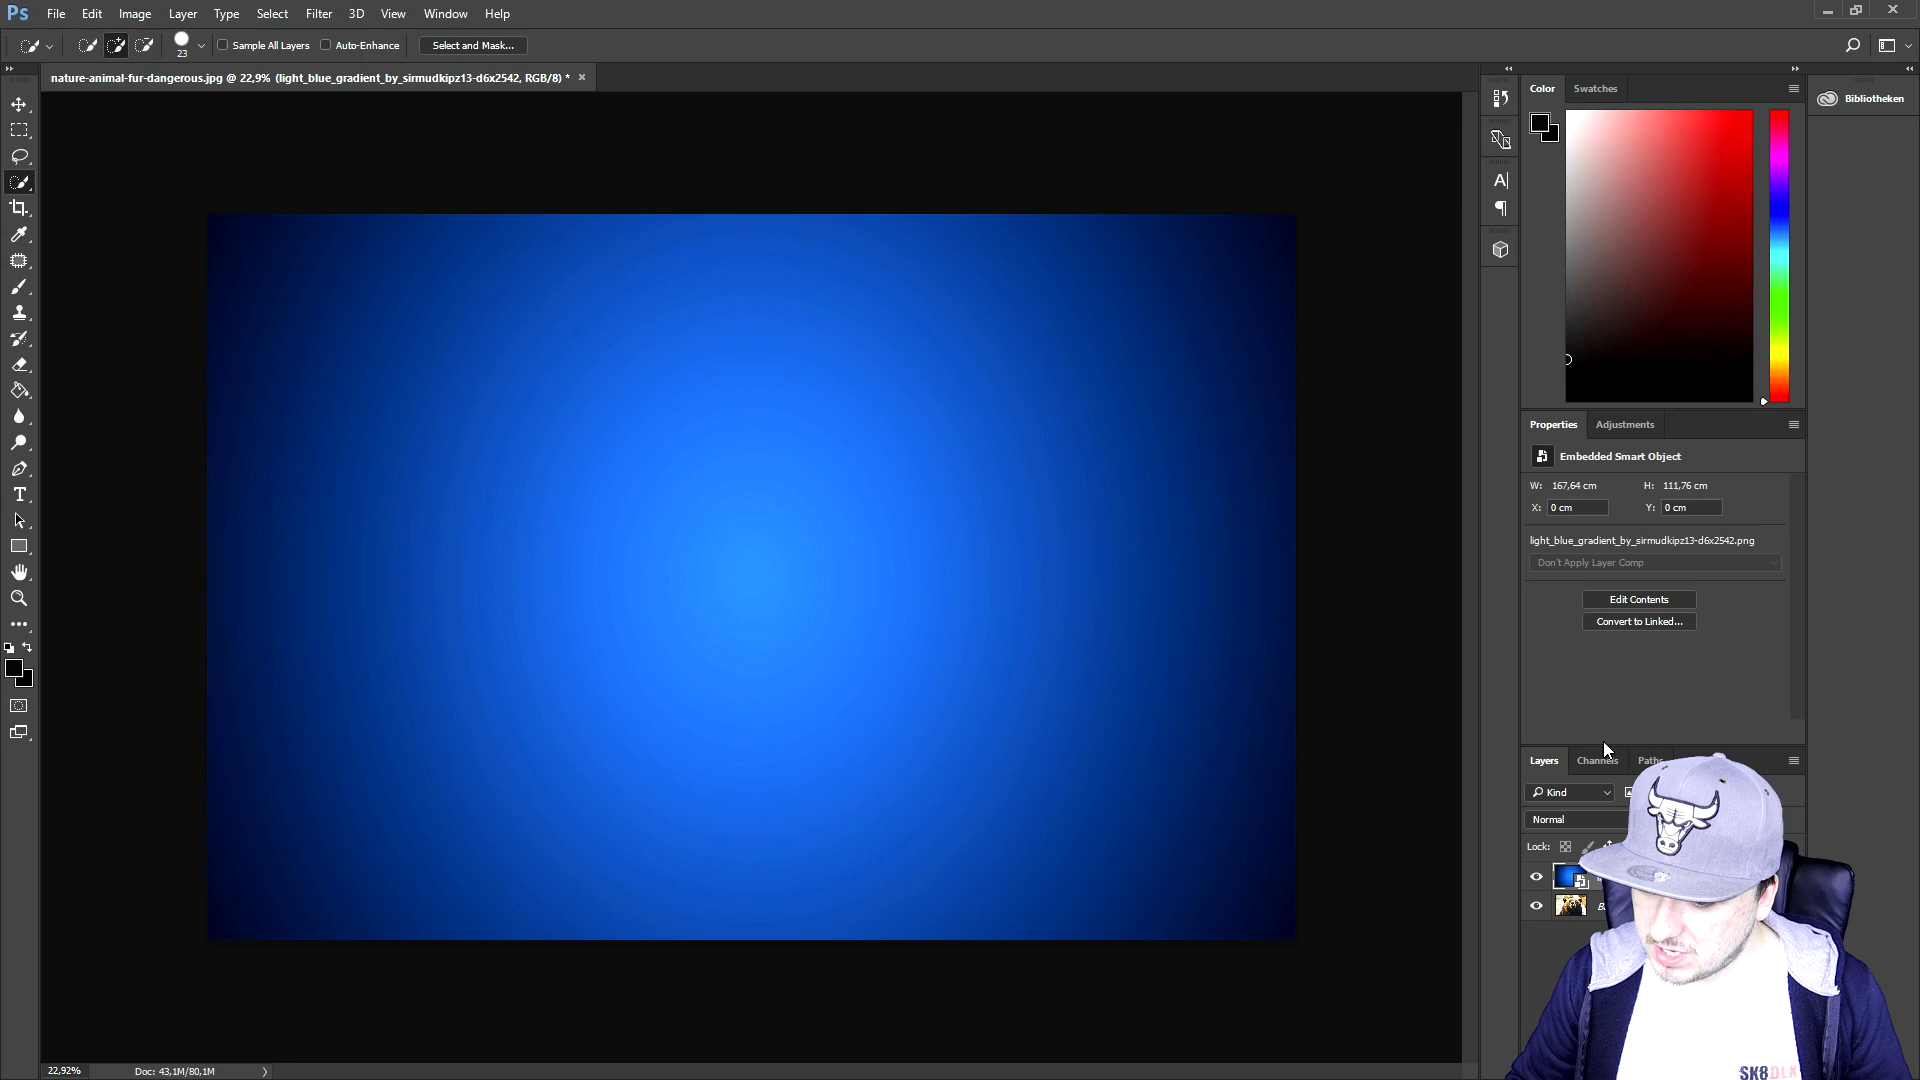 Ps File Edit Image Layer Type Select Filter 3D View Window Help
23 Sample All Layers Auto-Enhance Select and Mask...
nature-animal-fur-dangerous.jpg @ 22,9% (light_blue_gradient_by_sirmudkipz13-d6x2542, RGB/8) * ×
Color Swatches
Bibliotheken
Properties Adjustments
Embedded Smart Object
W: 167,64 cm H: 111,76 cm
X: 0 cm Y: 0 cm
light_blue_gradient_by_sirmudkipz13-d6x2542.png
Don't Apply Layer Comp
Edit Contents
Convert to Linked...
Layers Channels Paths
Kind
Normal
Lock:
22,92% Doc: 43,1M/80,1M
SK8DLX